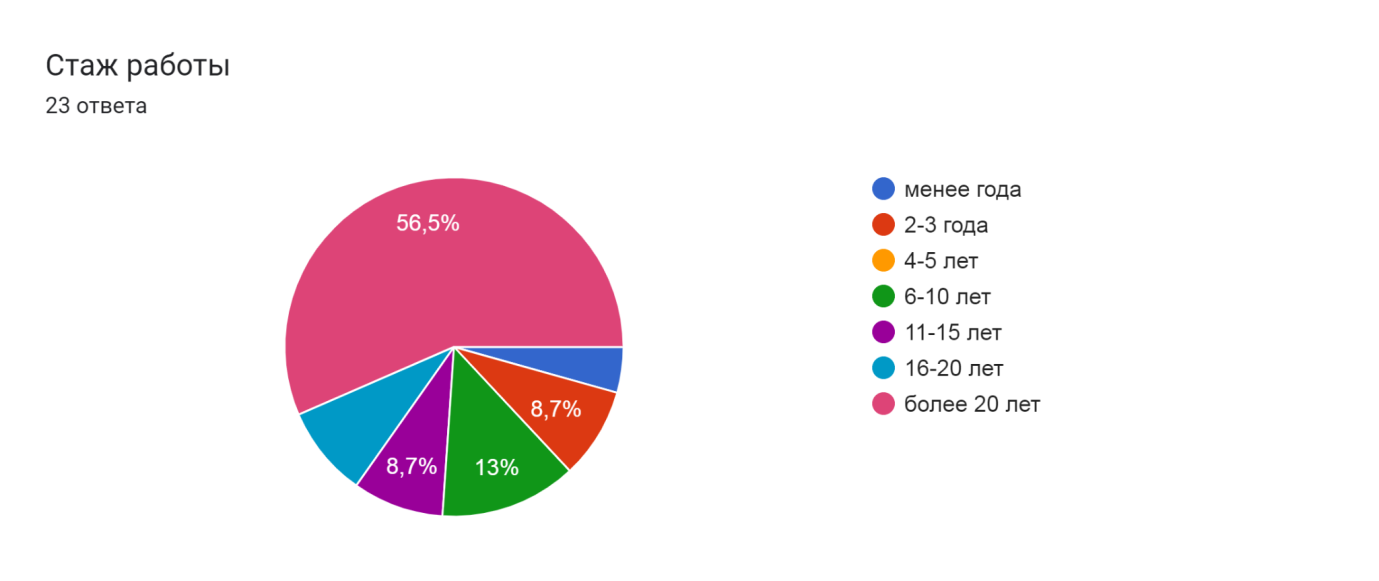 Стаж работы
23 ответа
56,5%
8,7%
8,7%
13%
менее года
2-3 года
4-5 лет
6-10 лет
11-15 лет
16-20 лет
более 20 лет